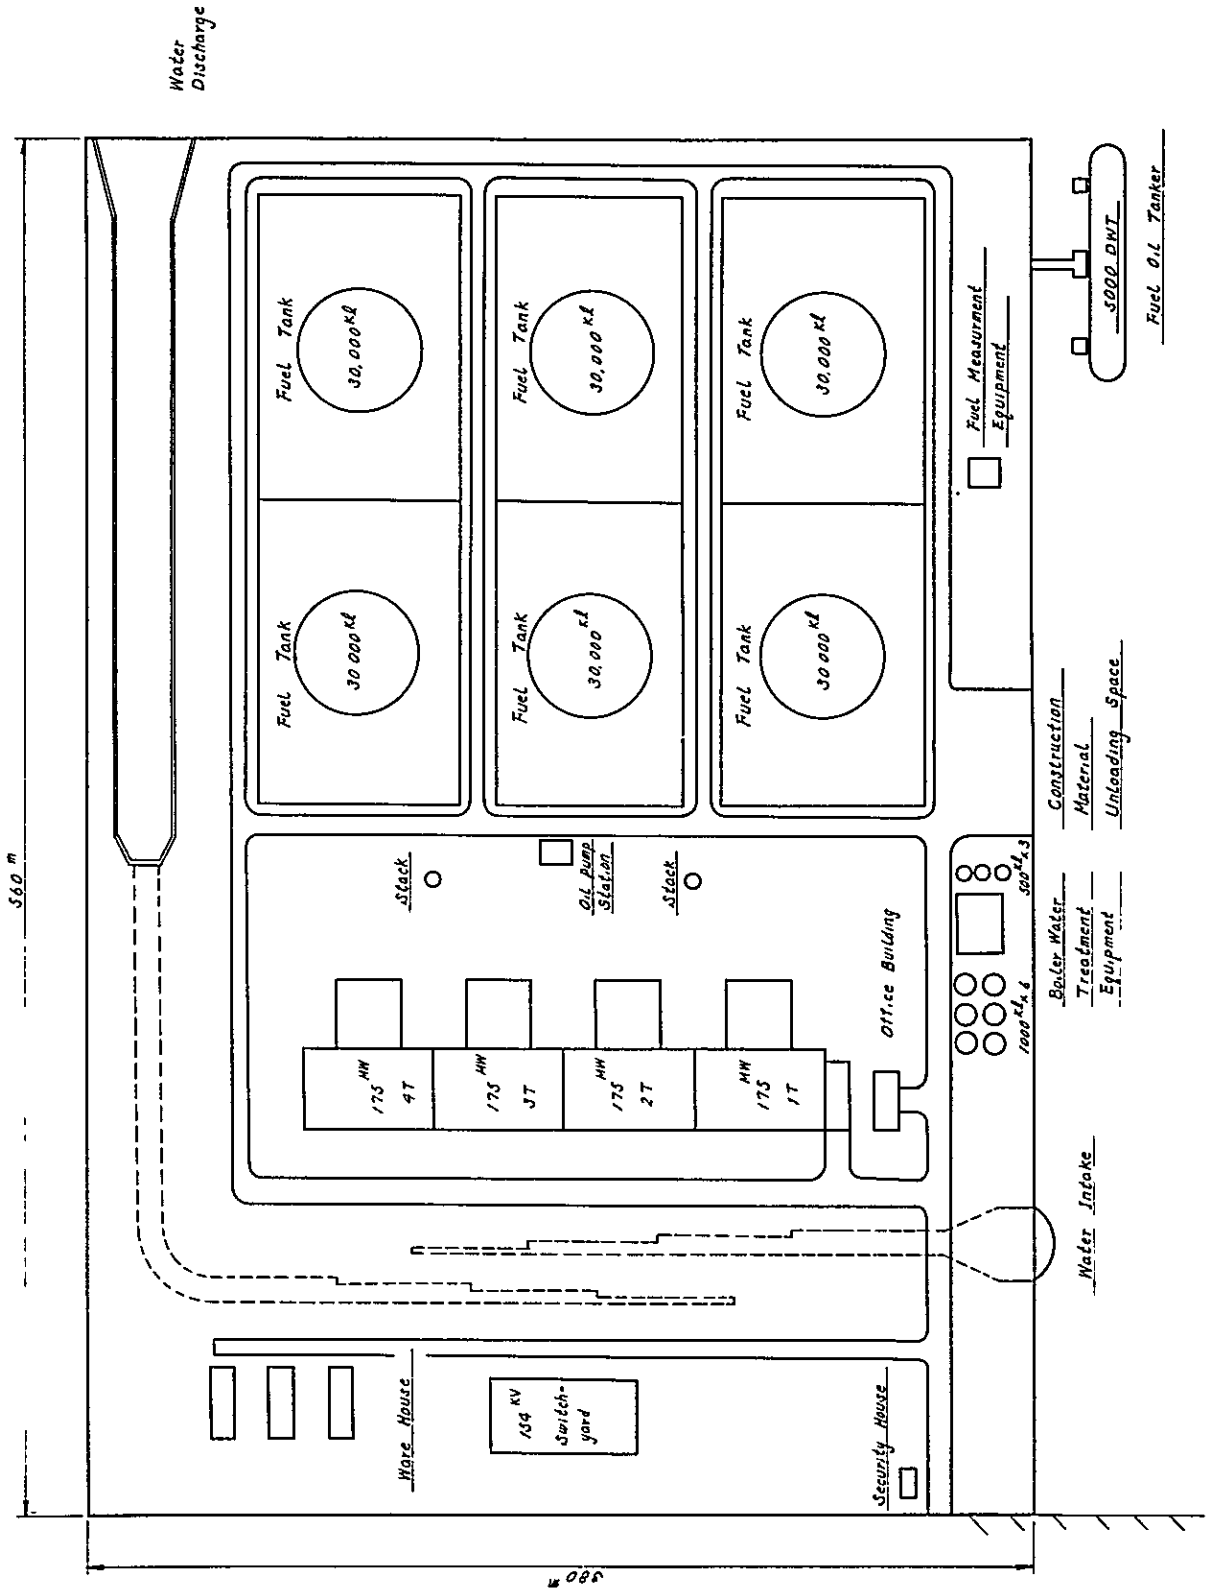 560 m
Water
Discharge
380 m
Fuel Tank
30,000 Kl
Fuel Tank
30,000 Kl
Fuel Tank
30,000 Kl
Fuel Tank
30 000 Kl
Fuel Tank
30,000 Kl
Fuel Tank
30 000 Kl
Stack
Oil Pump
Station
Stack
175 MW
4T
175 MW
3T
175 MW
2T
175 MW
1T
Office Building
Ware House
154 KV
Switch-
yard
Security House
Fuel Measurment
Equipment
5000 DWT
Fuel Oil Tanker
Construction
Material
Unloading Space
500 Kl x 3
1000 Kl x 6
Boiler Water
Treatment
Equipment
Water Intake